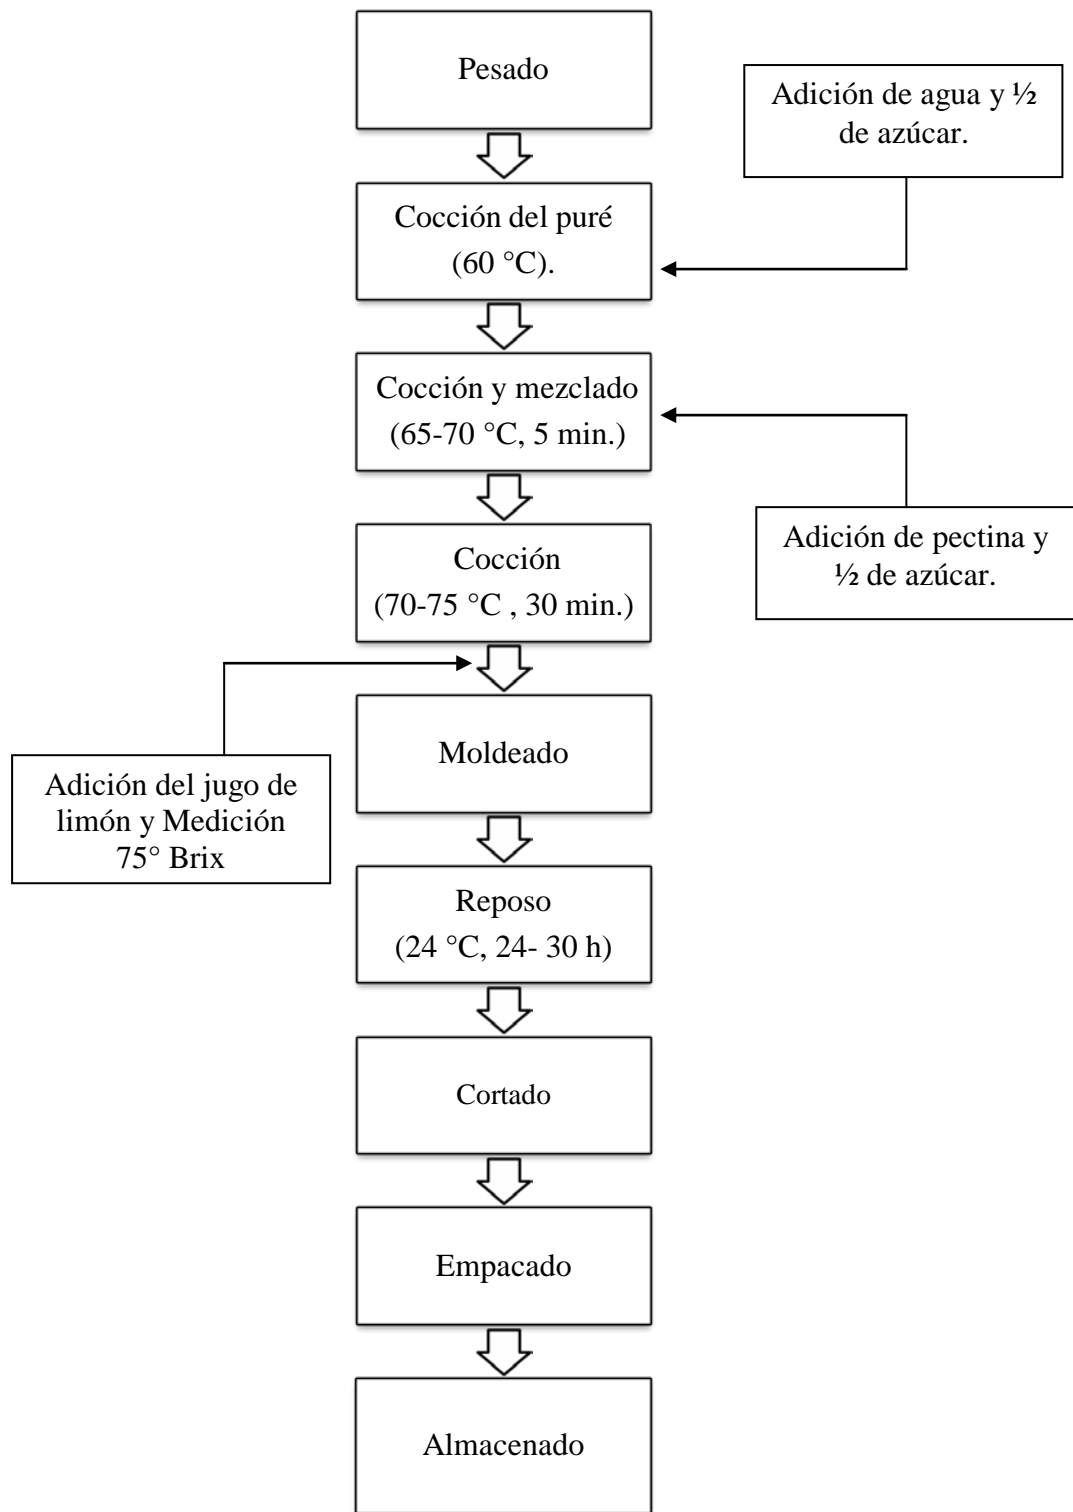 Pesado
Adición de agua y ½
de azúcar.
Cocción del puré
(60 °C).
Cocción y mezclado
(65-70 °C, 5 min.)
Adición de pectina y
½ de azúcar.
Cocción
(70-75 °C , 30 min.)
Adición del jugo de
limón y Medición
75° Brix
Moldeado
Reposo
(24 °C, 24- 30 h)
Cortado
Empacado
Almacenado